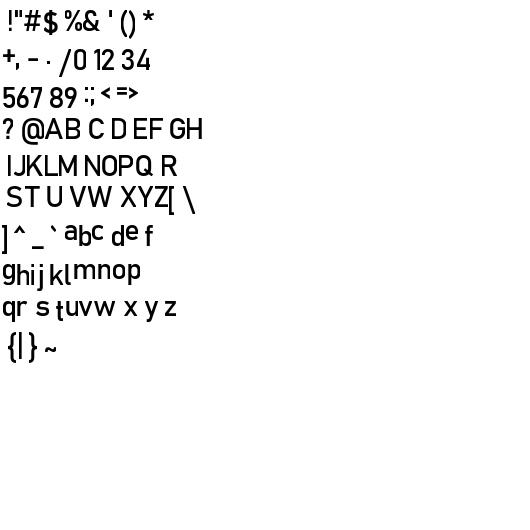 !"#$ %& ' () *
+, - . /0 12 34
567 89 :; < =>
? @AB C D EF GH
IJKLM NOPQ R
ST U VW XYZ[ \
]^ _ `abc de f
ghij klmnop
qr s tuvw x y z
{|} ~